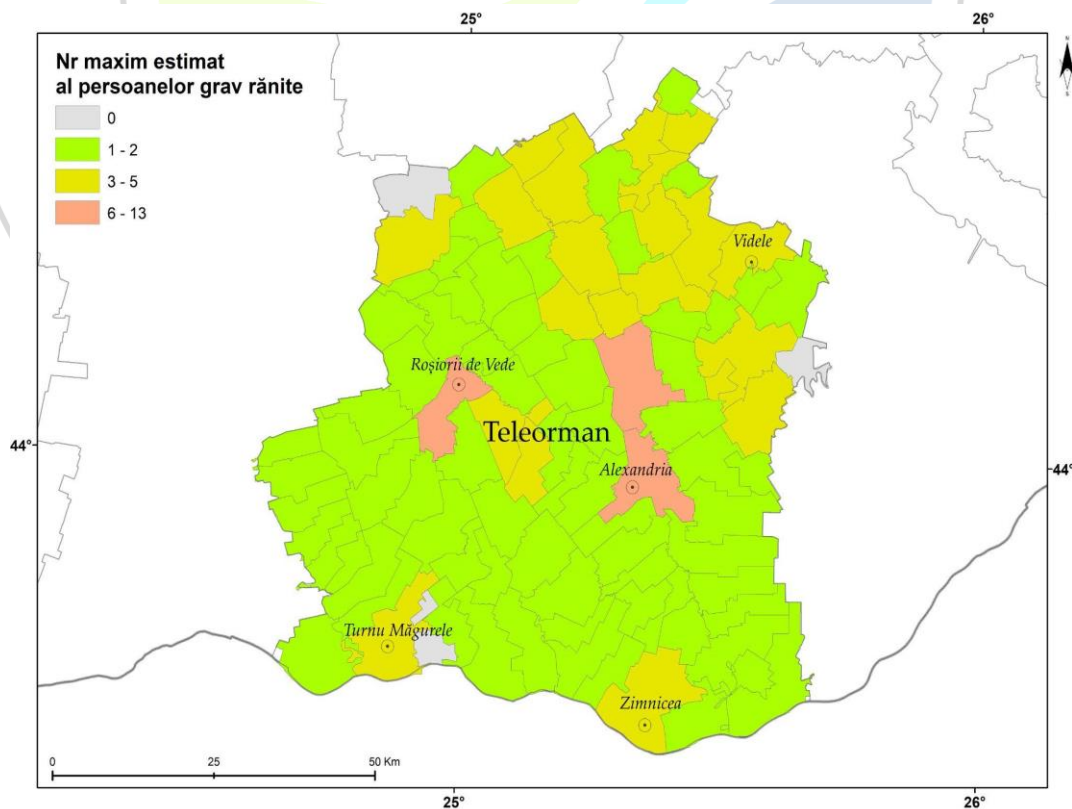 25°
26°
Nr maxim estimat
al persoanelor grav rănite
0
1 - 2
3 - 5
6 - 13
N
S
Videle
Roșiorii de Vede
Teleorman
44°
Alexandria
44°
Turnu Măgurele
Zimnicea
0
25
50 Km
25°
26°